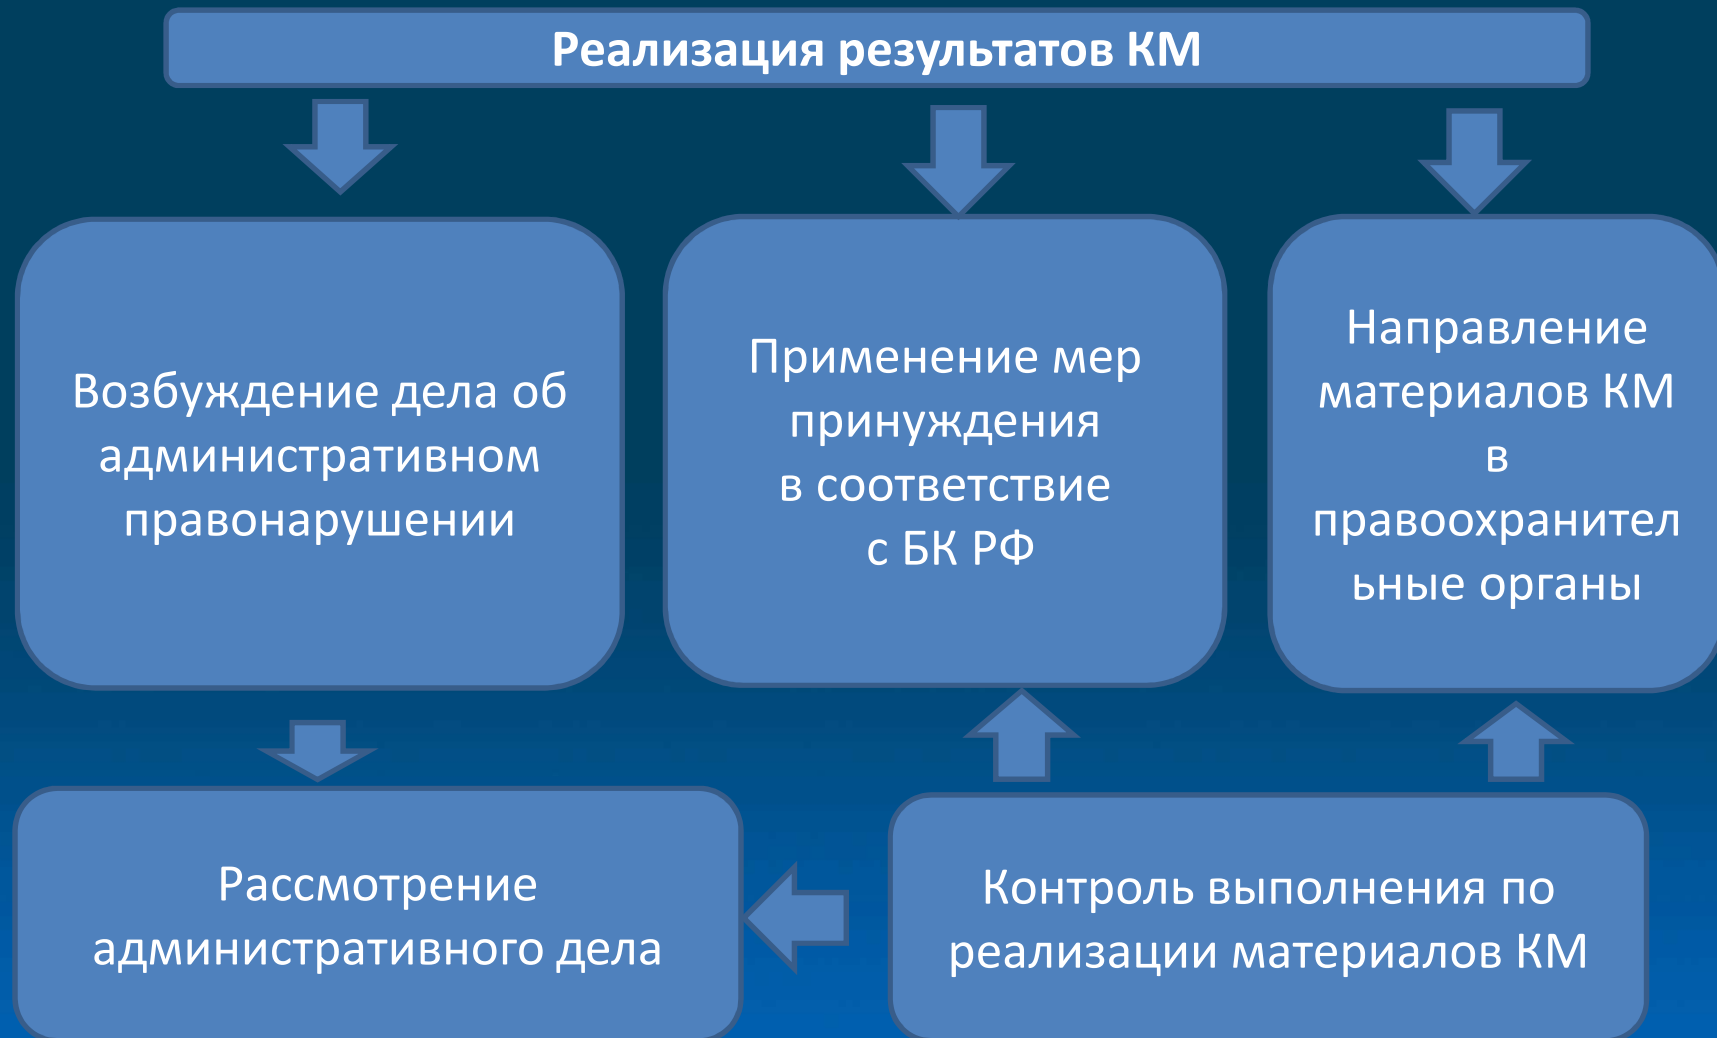 Реализация результатов КМ
Возбуждение дела об
административном
правонарушении
Применение мер
принуждения
в соответствие
с БК РФ
Направление
материалов КМ
в
правоохранител
ьные органы
Рассмотрение
административного дела
Контроль выполнения по
реализации материалов КМ